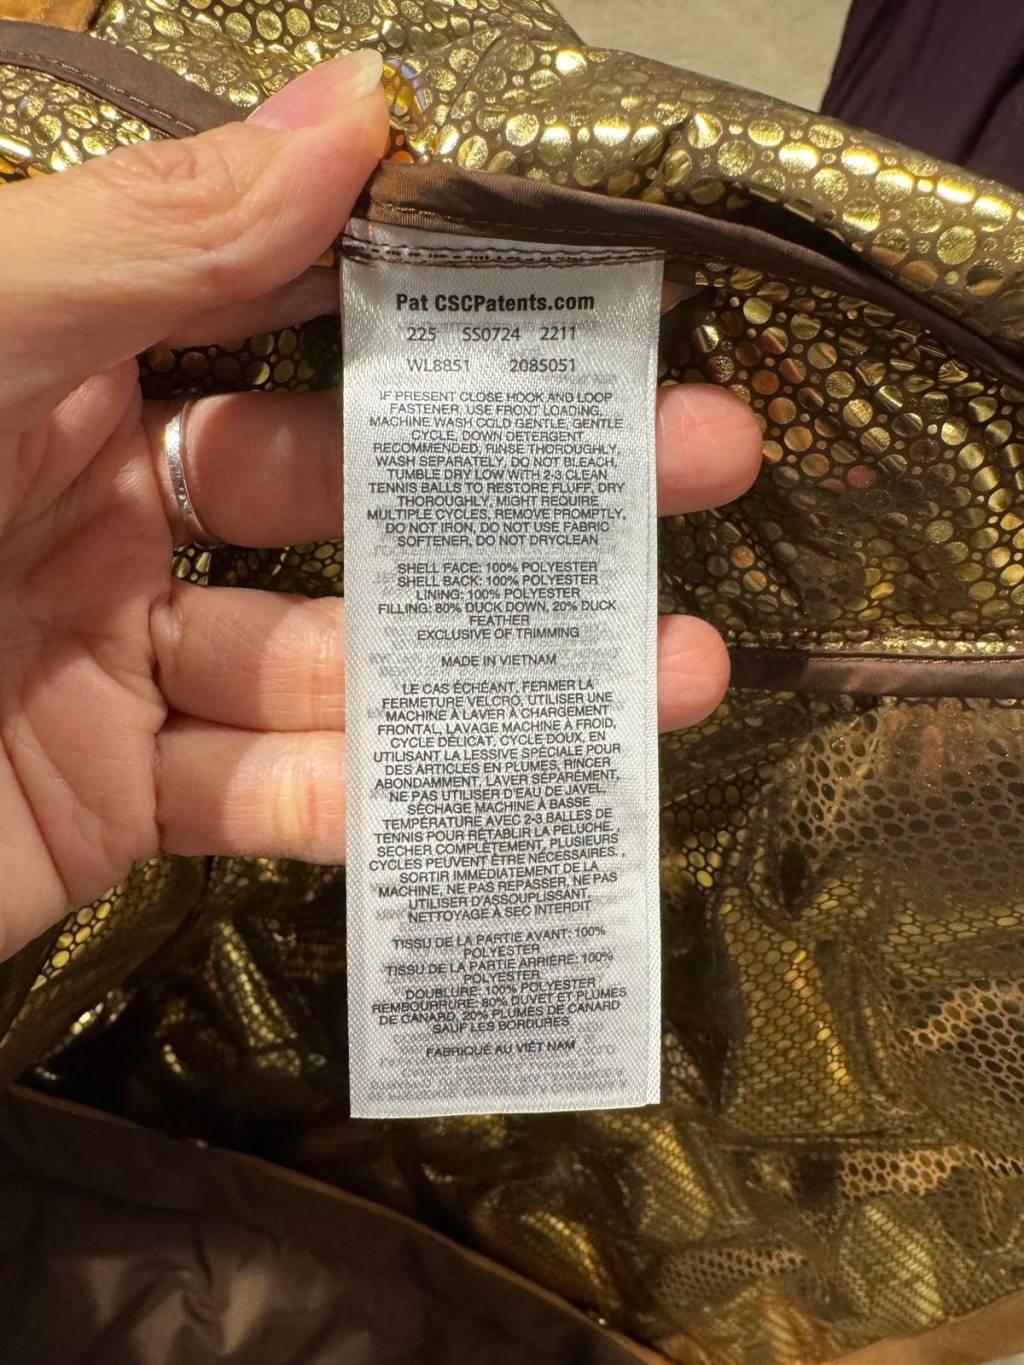 Pat CSCPatents.com
225 SS0724 2211
WL8851 2085051
IF PRESENT CLOSE HOOK AND LOOP
FASTENER, USE FRONT LOADING,
MACHINE WASH COLD GENTLE, GENTLE
CYCLE, DOWN DETERGENT
RECOMMENDED, RINSE THOROUGHLY,
WASH SEPARATELY, DO NOT BLEACH,
TUMBLE DRY LOW WITH 2-3 CLEAN
TENNIS BALLS TO RESTORE FLUFF, DRY
THOROUGHLY, MIGHT REQUIRE
MULTIPLE CYCLES, REMOVE PROMPTLY,
DO NOT IRON, DO NOT USE FABRIC
SOFTENER, DO NOT DRYCLEAN
SHELL FACE: 100% POLYESTER
SHELL BACK: 100% POLYESTER
LINING: 100% POLYESTER
FILLING: 80% DUCK DOWN, 20% DUCK
FEATHER
EXCLUSIVE OF TRIMMING
MADE IN VIETNAM
LE CAS ÉCHÉANT, FERMER LA
FERMETURE VELCRO, UTILISER UNE
MACHINE À LAVER À CHARGEMENT
FRONTAL, LAVAGE MACHINE À FROID,
CYCLE DÉLICAT, CYCLE DOUX, EN
UTILISANT LA LESSIVE SPÉCIALE POUR
DES ARTICLES EN PLUMES, RINCER
ABONDAMMENT, LAVER SÉPARÉMENT,
NE PAS UTILISER D'EAU DE JAVEL,
SÉCHAGE MACHINE À BASSE
TEMPÉRATURE AVEC 2-3 BALLES DE
TENNIS POUR RÉTABLIR LA PELUCHE,
SECHER COMPLÈTEMENT, PLUSIEURS
CYCLES PEUVENT ÊTRE NÉCESSAIRES. ,
SORTIR IMMÉDIATEMENT DE LA
MACHINE, NE PAS REPASSER, NE PAS
UTILISER D'ASSOUPLISSANT,
NETTOYAGE À SEC INTERDIT
TISSU DE LA PARTIE AVANT: 100%
POLYESTER
TISSU DE LA PARTIE ARRIÈRE: 100%
POLYESTER
DOUBLURE: 100% POLYESTER
REMBOURRURE: 80% DUVET ET PLUMES
DE CANARD, 20% PLUMES DE CANARD
SAUF LES BORDURES
FABRIQUÉ AU VIÊT NAM